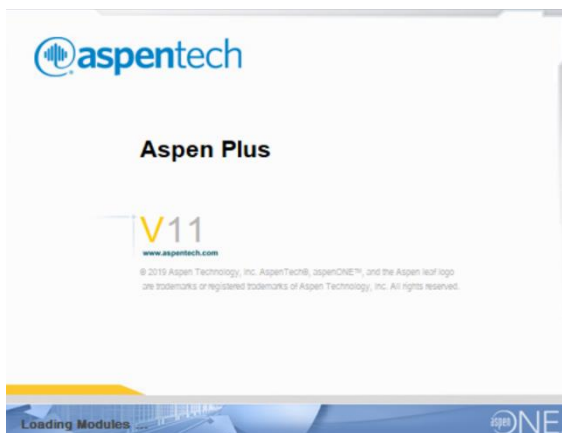 aspentech
Aspen Plus
V11
www.aspentech.com
© 2019 Aspen Technology, Inc. AspenTech®, aspenONE™, and the Aspen leaf logo
are trademarks or registered trademarks of Aspen Technology, Inc. All rights reserved.
Loading Modules ...
aspen ONE